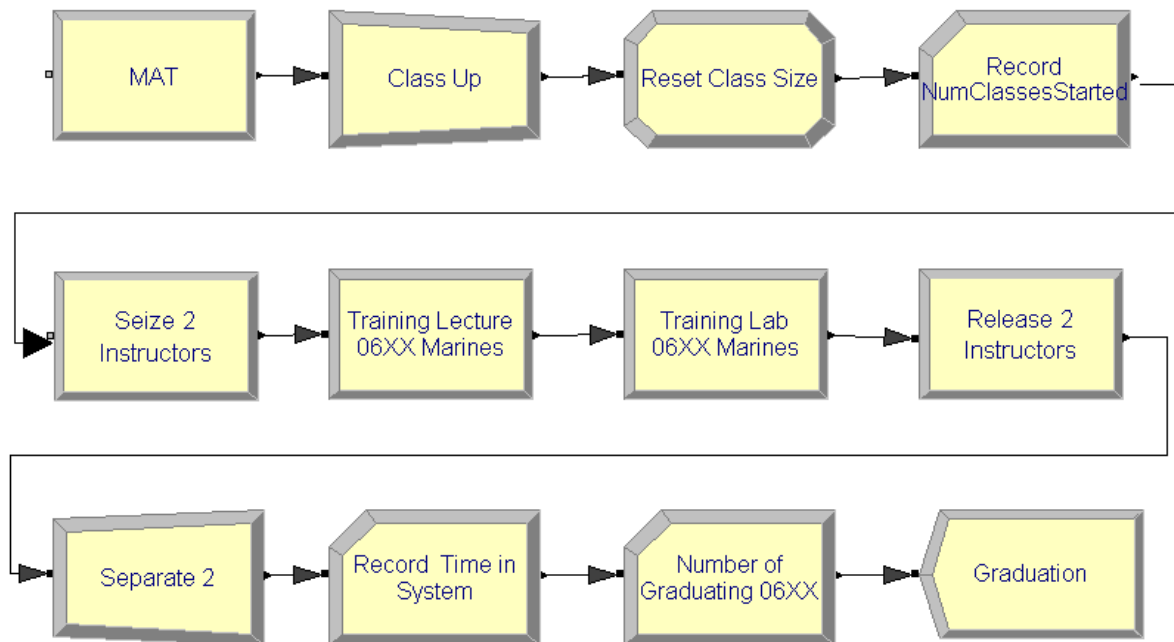 MAT
Class Up
Reset Class Size
Record
NumClassesStarted
Seize 2
Instructors
Training Lecture
06XX Marines
Training Lab
06XX Marines
Release 2
Instructors
Separate 2
Record Time in
System
Number of
Graduating 06XX
Graduation